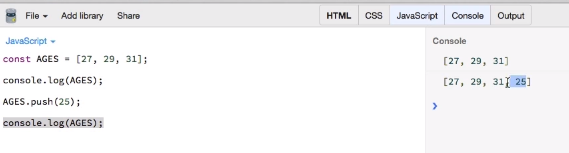 File Add library Share HTML CSS JavaScript Console Output
JavaScript
Console
const AGES = [27, 29, 31];
console.log(AGES);
AGES.push(25);
console.log(AGES);
[27, 29, 31]
[27, 29, 31, 25]